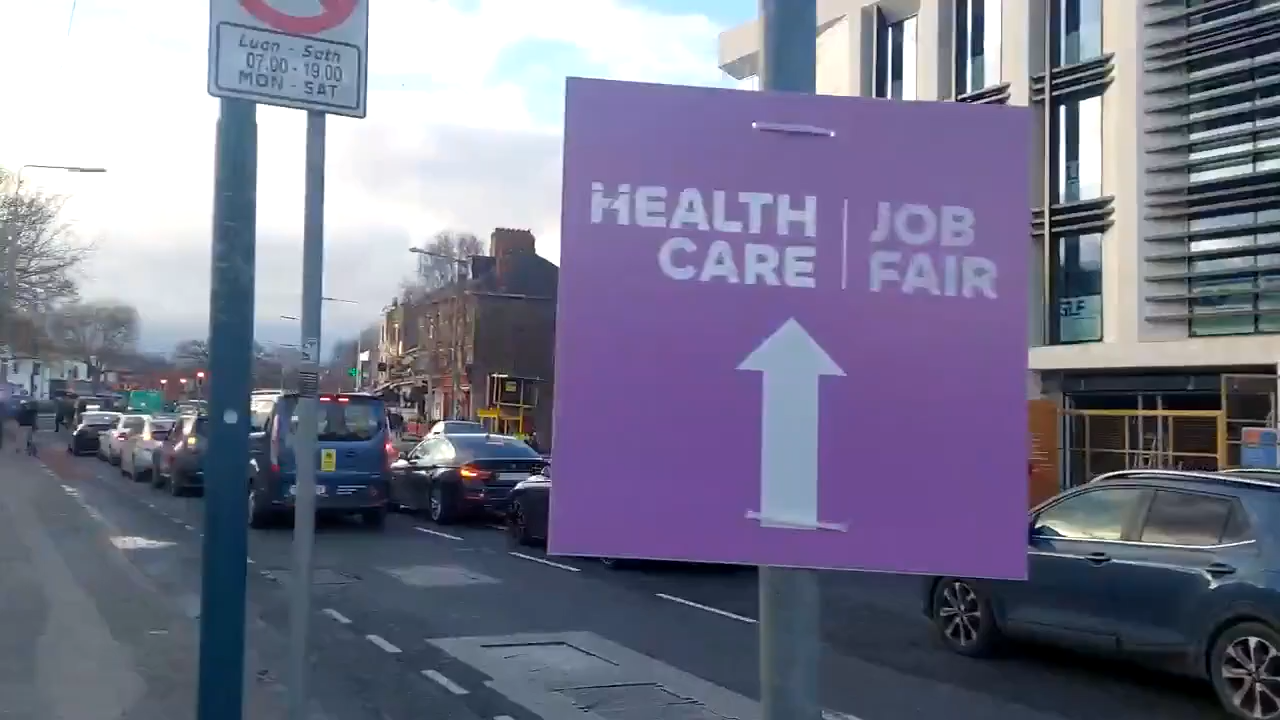 Luan - Sath
07.00 - 19.00
MON - SAT
HEALTH
CARE
JOB
FAIR